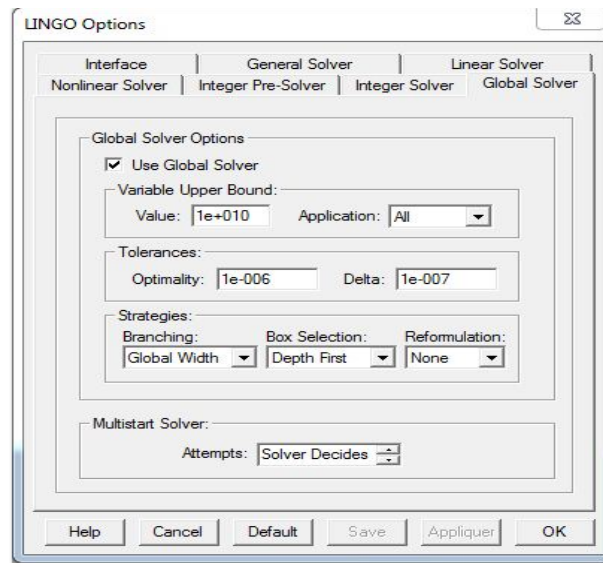 LINGO Options
Interface General Solver Linear Solver
Nonlinear Solver Integer Pre-Solver Integer Solver Global Solver
Global Solver Options
Use Global Solver
Variable Upper Bound:
Value: 1e+010 Application: All
Tolerances:
Optimality: 1e-006 Delta: 1e-007
Strategies:
Branching: Box Selection: Reformulation:
Global Width Depth First None
Multistart Solver:
Attempts: Solver Decides
Help Cancel Default Save Appliquer OK